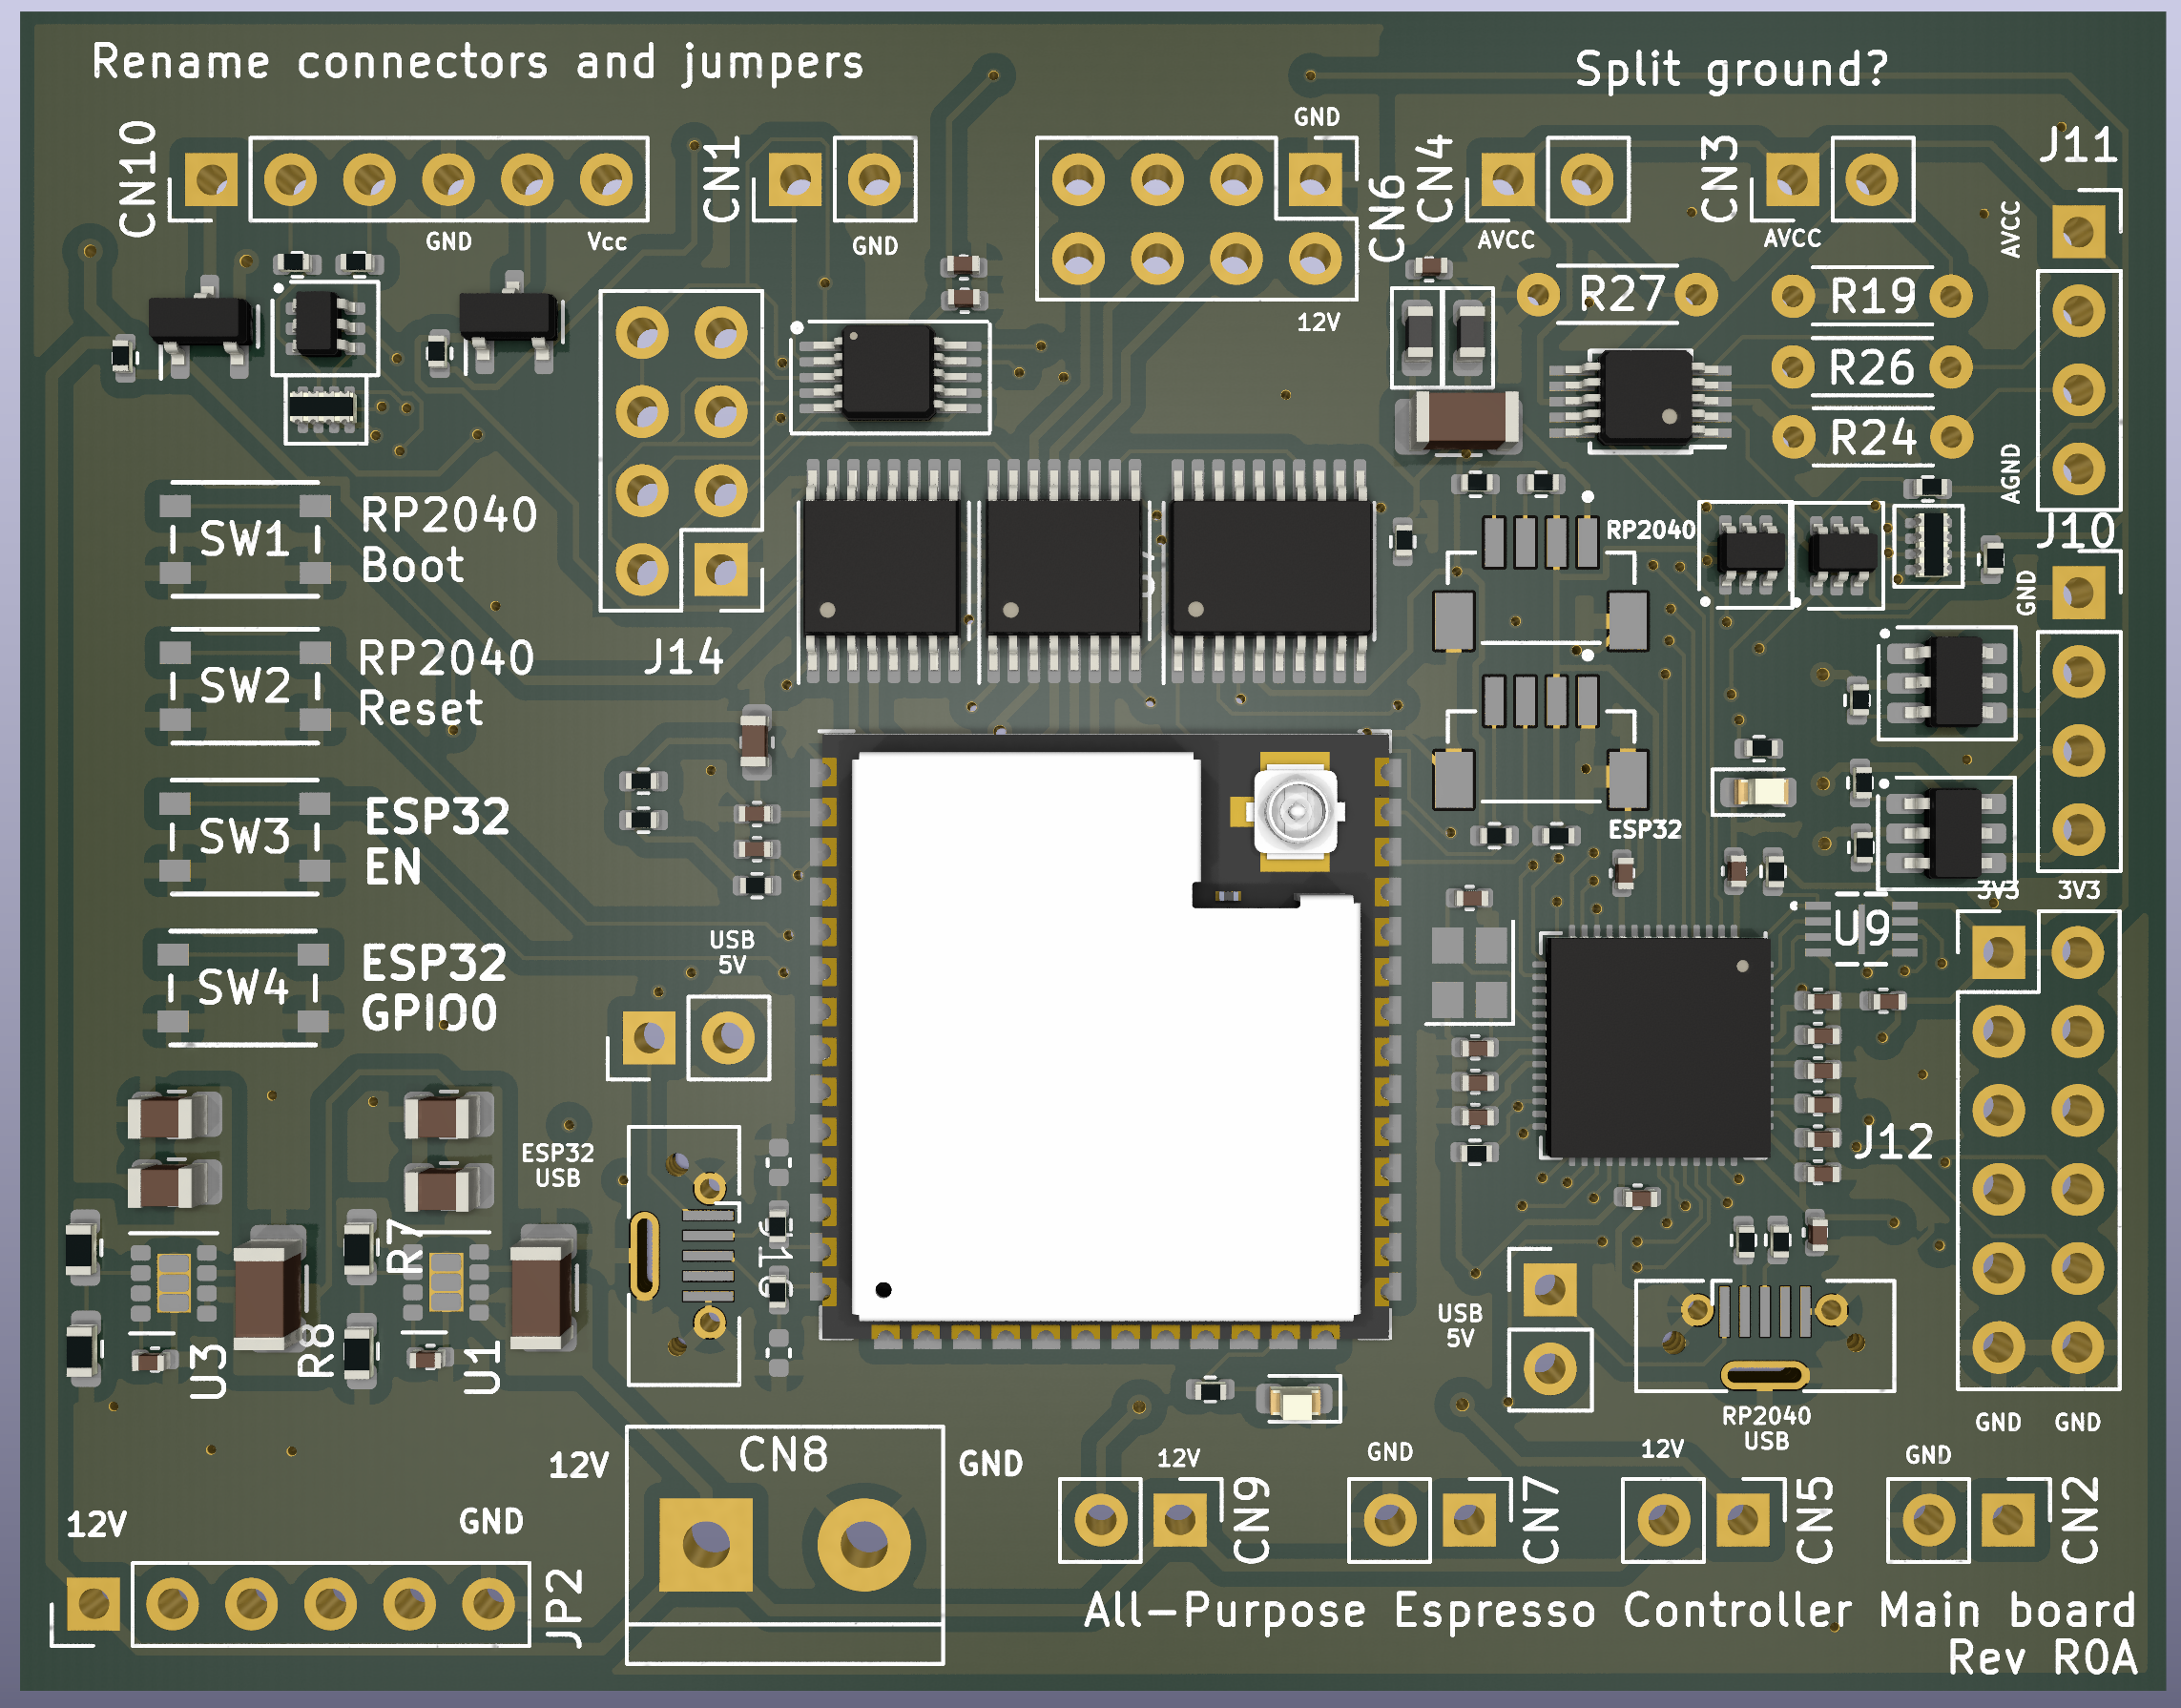 Rename connectors and jumpers
Split ground?
CN10
GND
Vcc
CN1
GND
GND
CN6
12V
CN4
AVCC
CN3
AVCC
J11
AVCC
AGND
R27
R19
R26
R24
SW1
RP2040
Boot
SW2
RP2040
Reset
SW3
ESP32
EN
SW4
ESP32
GPIO0
J14
RP2040
ESP32
J10
GND
3V3
3V3
U9
J12
GND
GND
USB
5V
ESP32
USB
J16
R7
R8
U3
U1
USB
5V
RP2040
USB
12V
CN8
GND
12V
GND
JP2
12V
CN9
GND
CN7
12V
CN5
GND
CN2
All-Purpose Espresso Controller Main board
Rev R0A